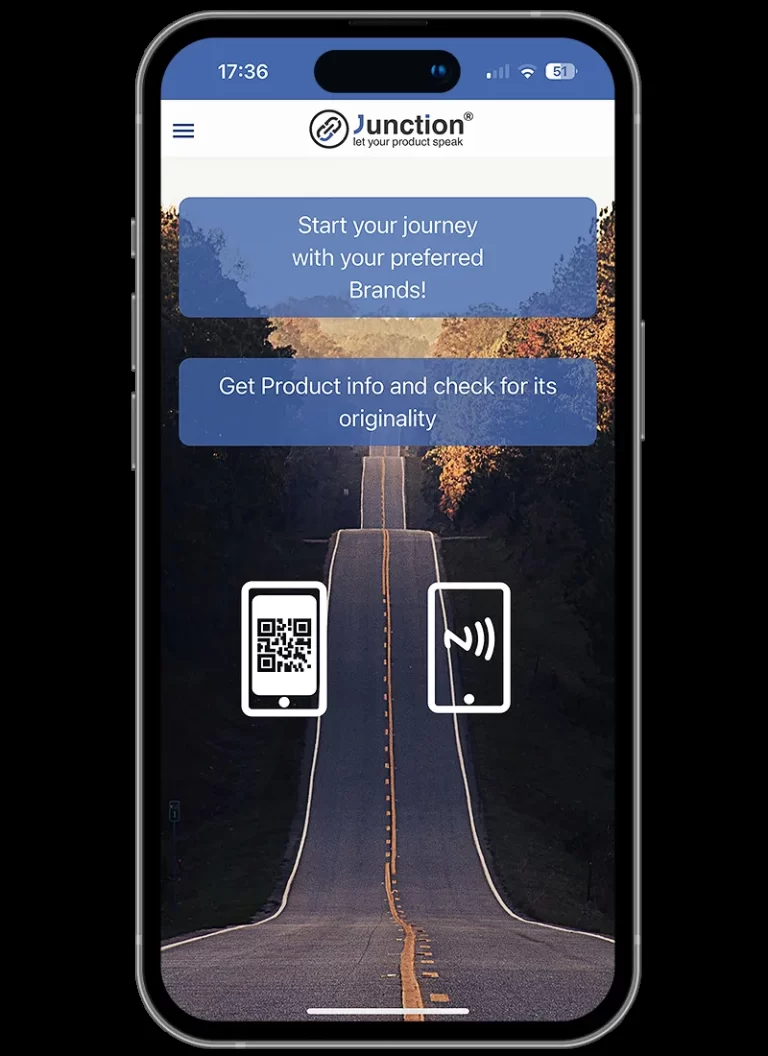 17:36
51
Junction®
let your product speak
Start your journey
with your preferred
Brands!
Get Product info and check for its
originality